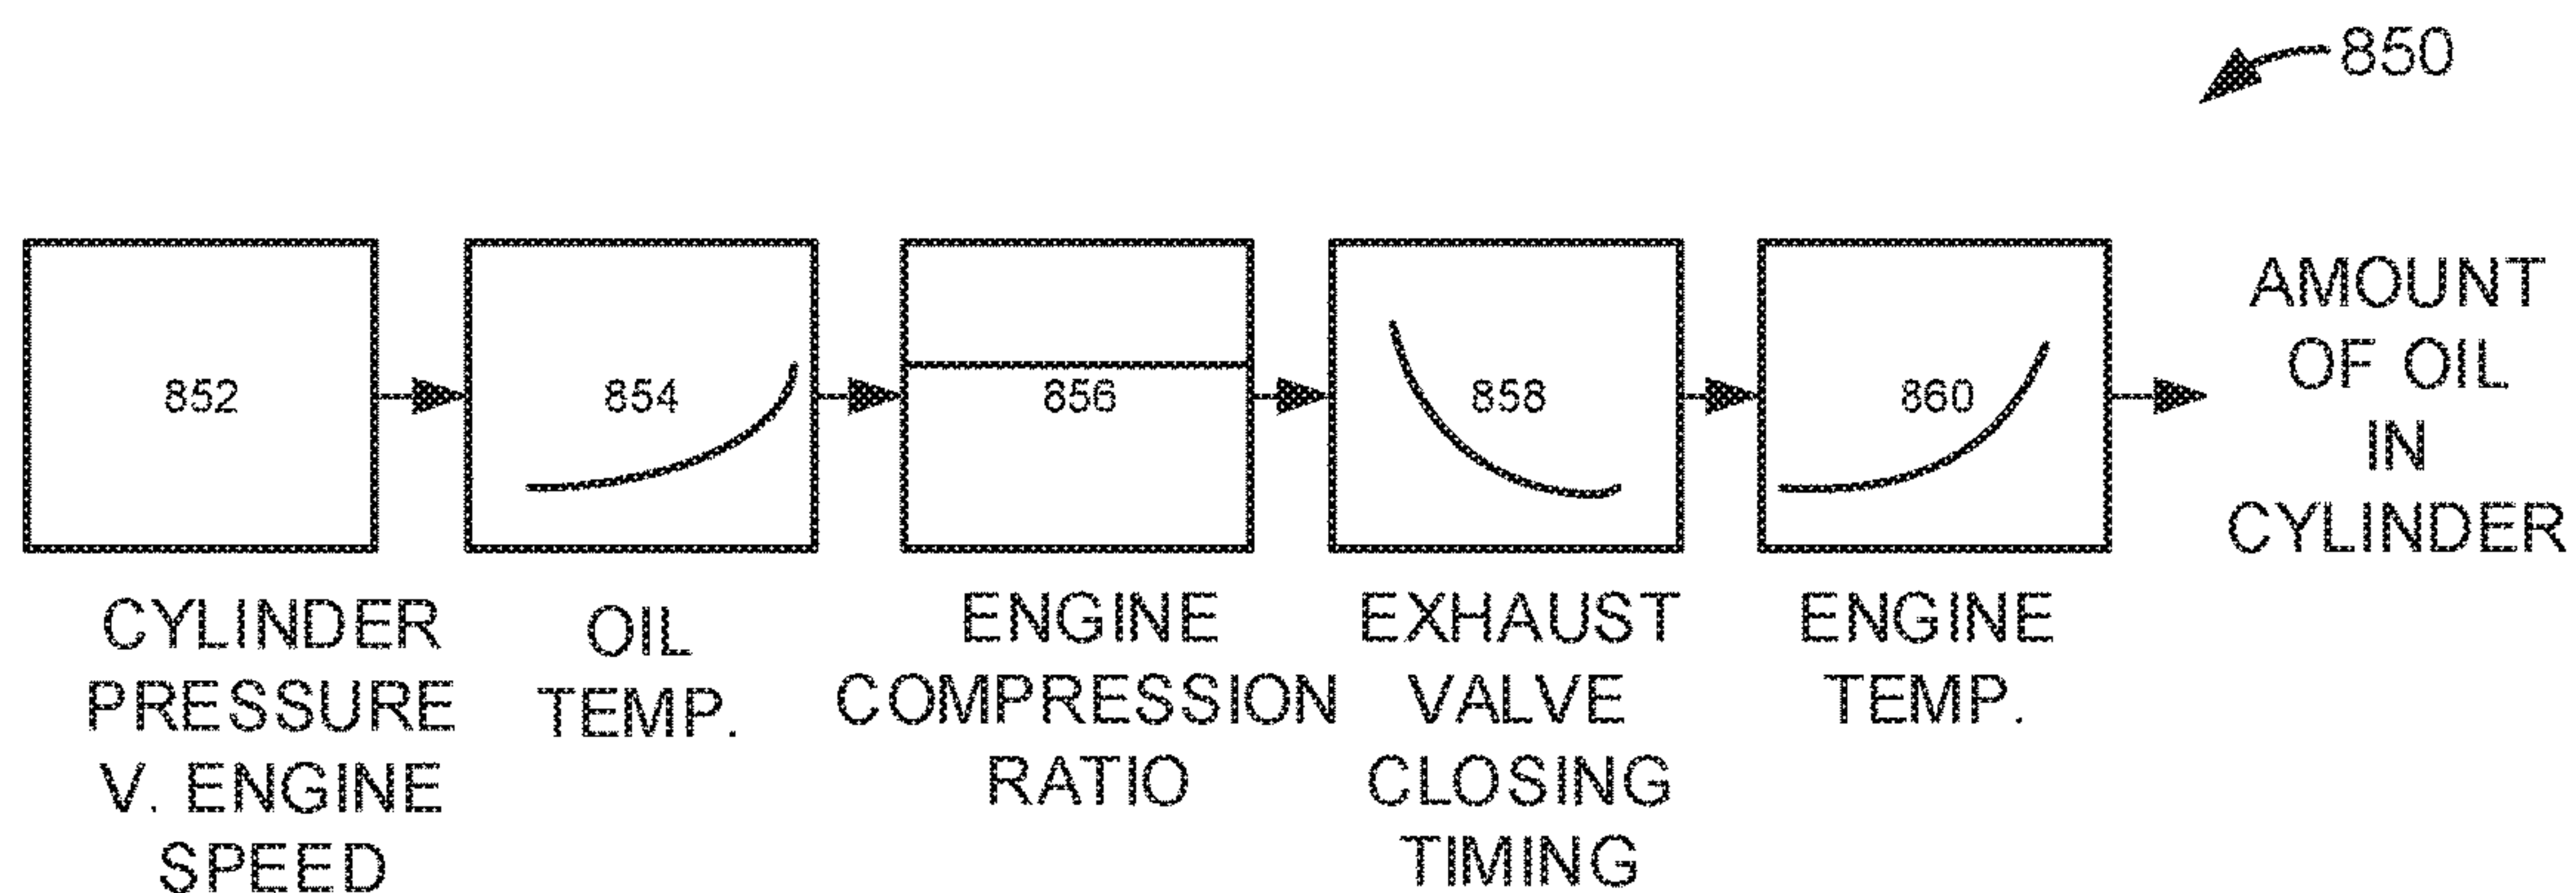 850
852
854
856
858
860
AMOUNT
OF OIL
IN
CYLINDER
CYLINDER
PRESSURE
V. ENGINE
SPEED
OIL
TEMP.
ENGINE
COMPRESSION
RATIO
EXHAUST
VALVE
CLOSING
TIMING
ENGINE
TEMP.